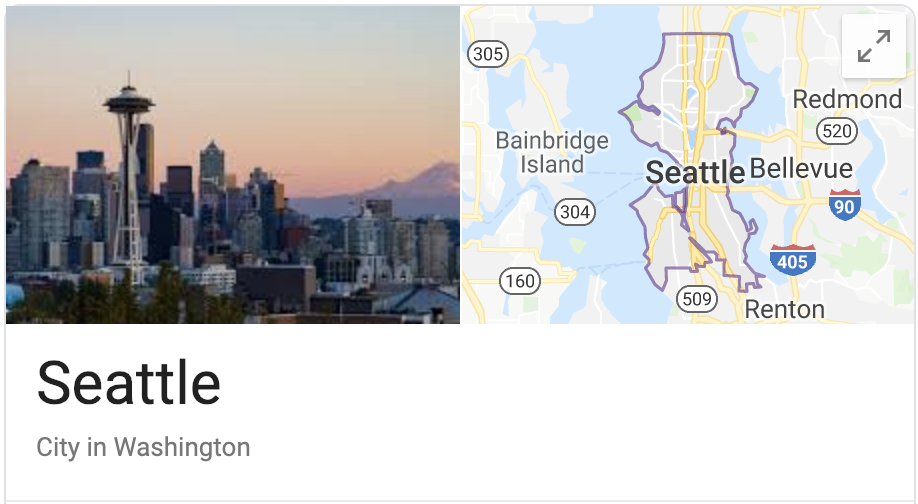 305
Redmond
520
Bainbridge
Island
Seattle
Bellevue
90
304
405
160
509
Renton
Seattle
City in Washington